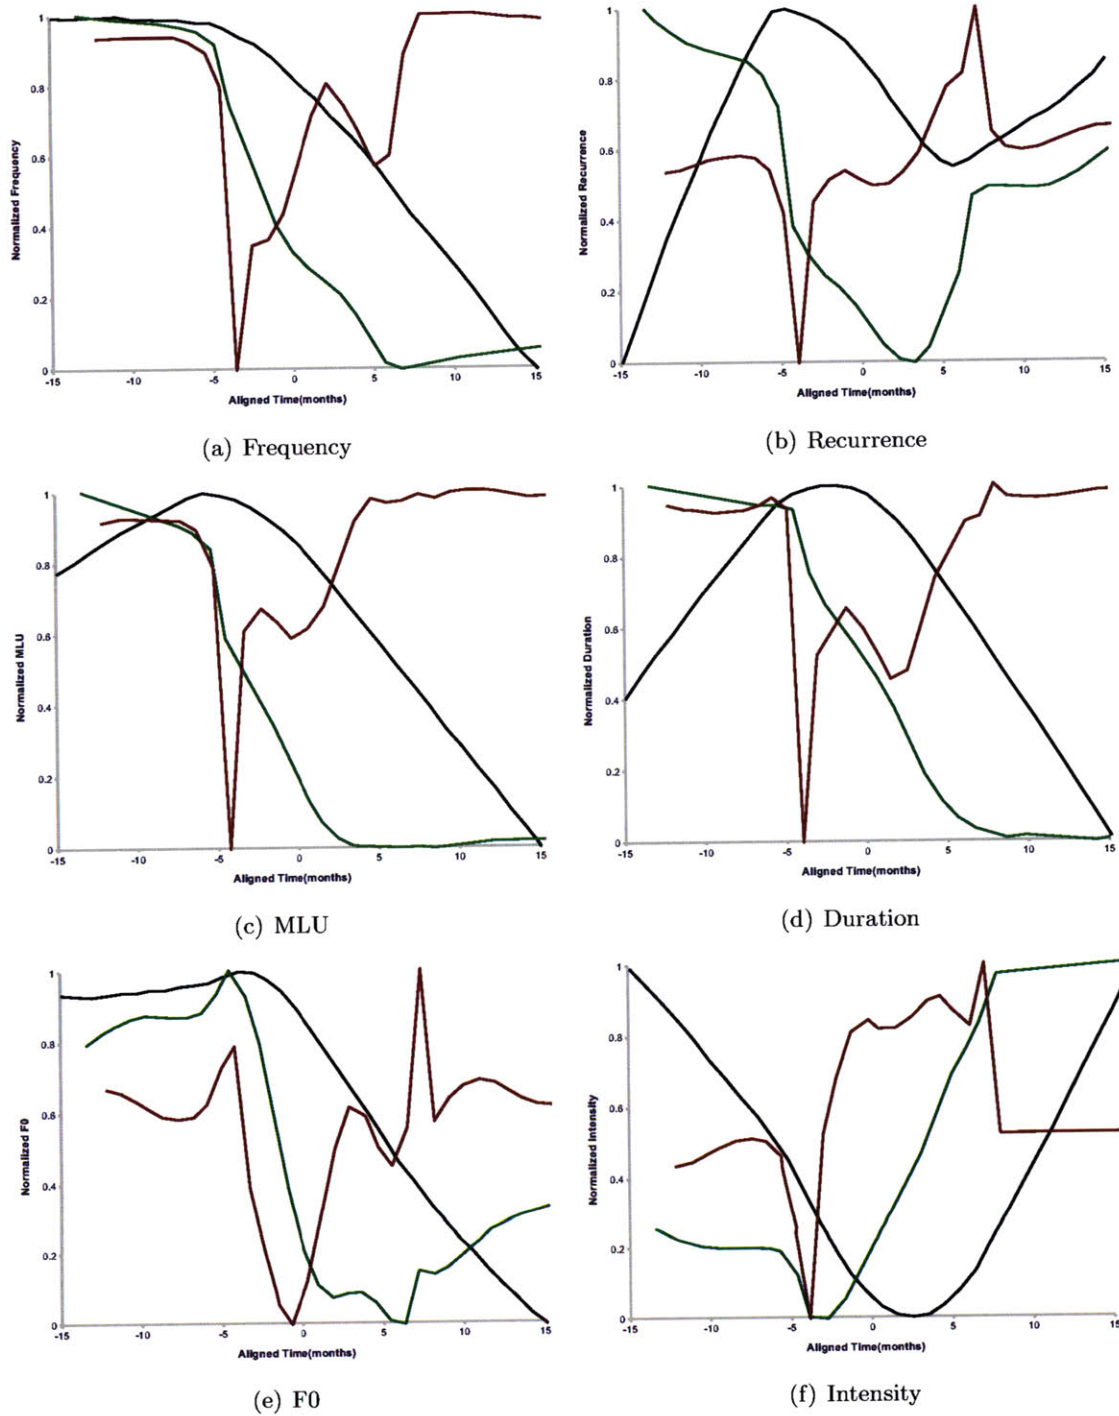 1
0.8
0.6
0.4
0.2
0
Normalized Frequency
-15 -10 -5 0 5 10 15
Aligned Time(months)
(a) Frequency
1
0.8
0.6
0.4
0.2
0
Normalized Recurrence
-15 -10 -5 0 5 10 15
Aligned Time(months)
(b) Recurrence
1
0.8
0.6
0.4
0.2
0
Normalized MLU
-15 -10 -5 0 5 10 15
Aligned Time(months)
(c) MLU
1
0.8
0.6
0.4
0.2
0
Normalized Duration
-15 -10 -5 0 5 10 15
Aligned Time(months)
(d) Duration
1
0.8
0.6
0.4
0.2
0
Normalized F0
-15 -10 -5 0 5 10 15
Aligned Time(months)
(e) F0
1
0.8
0.6
0.4
0.2
0
Normalized Intensity
-15 -10 -5 0 5 10 15
Aligned Time(months)
(f) Intensity